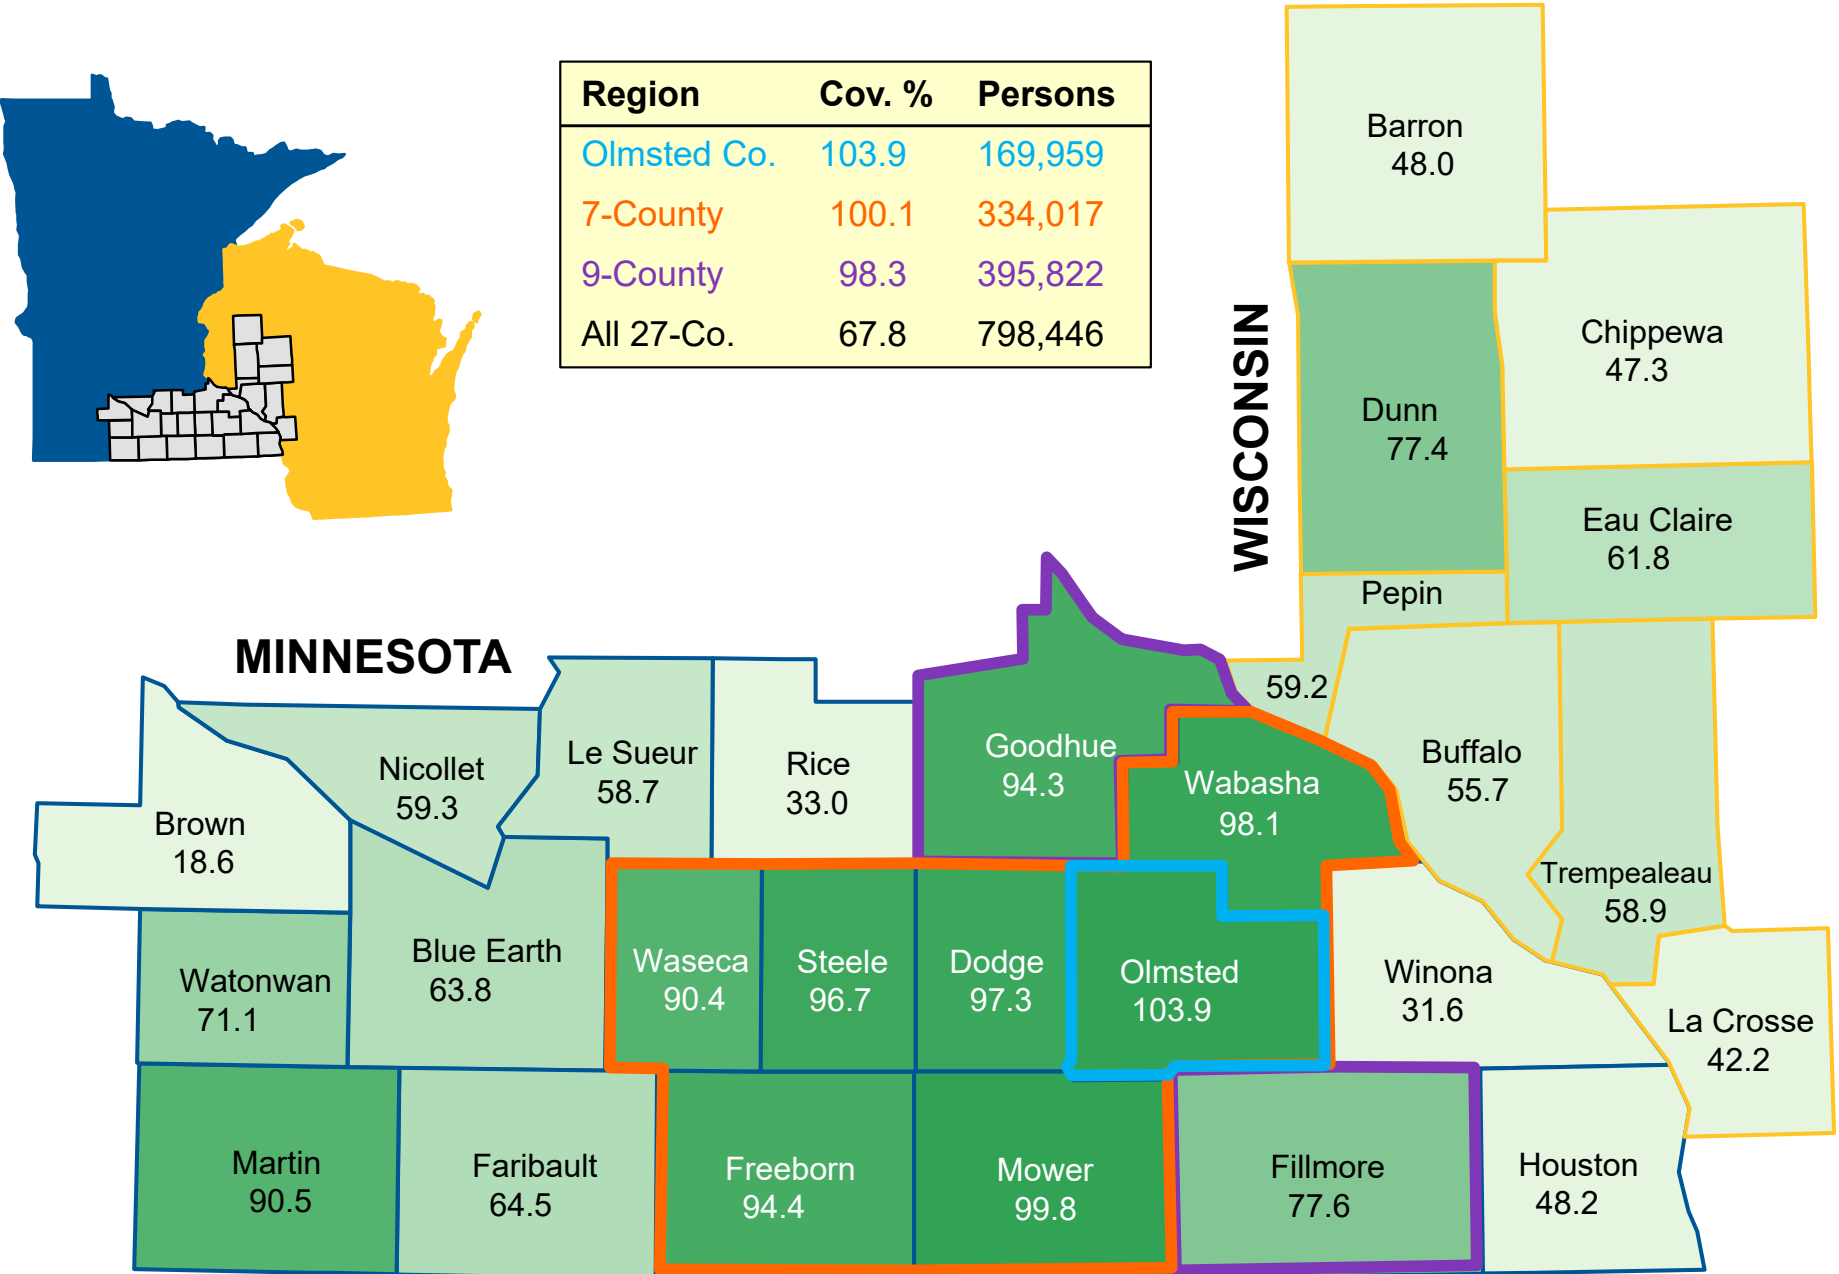 Region Cov. % Persons
Olmsted Co. 103.9 169,959
7-County 100.1 334,017
9-County 98.3 395,822
All 27-Co. 67.8 798,446
WISCONSIN
Barron
48.0
Chippewa
47.3
Dunn
77.4
Eau Claire
61.8
Pepin
59.2
MINNESOTA
Nicollet
59.3
Le Sueur
58.7
Rice
33.0
Goodhue
94.3
Wabasha
98.1
Buffalo
55.7
Trempealeau
58.9
Brown
18.6
Watonwan
71.1
Blue Earth
63.8
Waseca
90.4
Steele
96.7
Dodge
97.3
Olmsted
103.9
Winona
31.6
La Crosse
42.2
Martin
90.5
Faribault
64.5
Freeborn
94.4
Mower
99.8
Fillmore
77.6
Houston
48.2